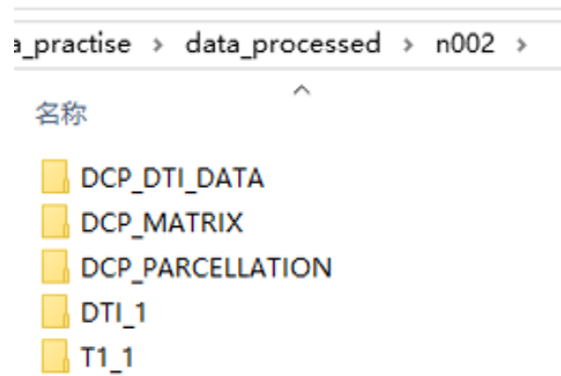 a_practise > data_processed > n002 >
名称
DCP_DTI_DATA
DCP_MATRIX
DCP_PARCELLATION
DTI_1
T1_1